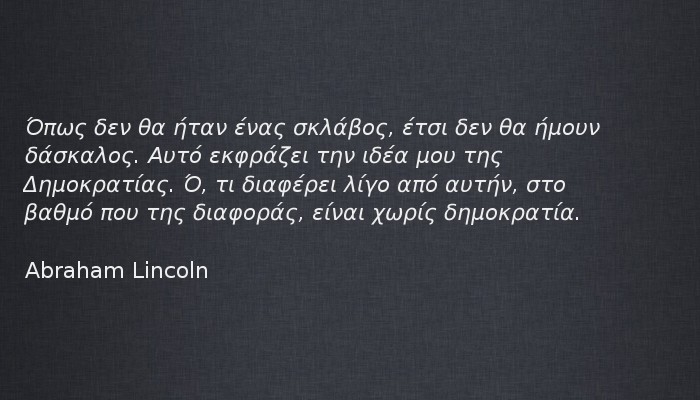 Όπως δεν θα ήταν ένας σκλάβος, έτσι δεν θα ήμουν
δάσκαλος. Αυτό εκφράζει την ιδέα μου της
Δημοκρατίας. Ό, τι διαφέρει λίγο από αυτήν, στο
βαθμό που της διαφοράς, είναι χωρίς δημοκρατία.
Abraham Lincoln